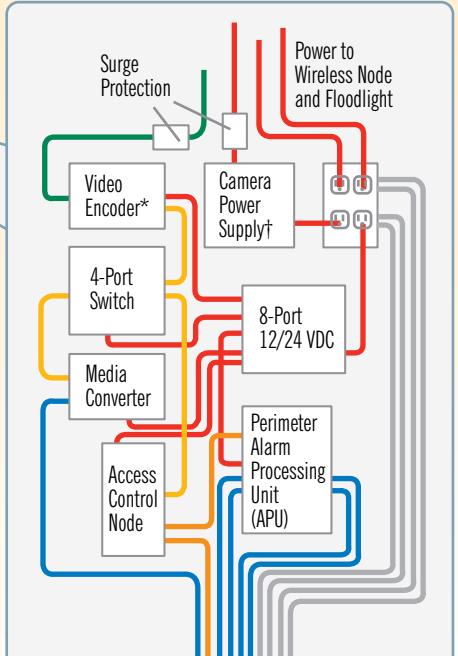 Surge
Protection
Power to
Wireless Node
and Floodlight
Video
Encoder*
Camera
Power
Supply†
4-Port
Switch
8-Port
12/24 VDC
Media
Converter
Perimeter
Alarm
Processing
Unit
(APU)
Access
Control
Node